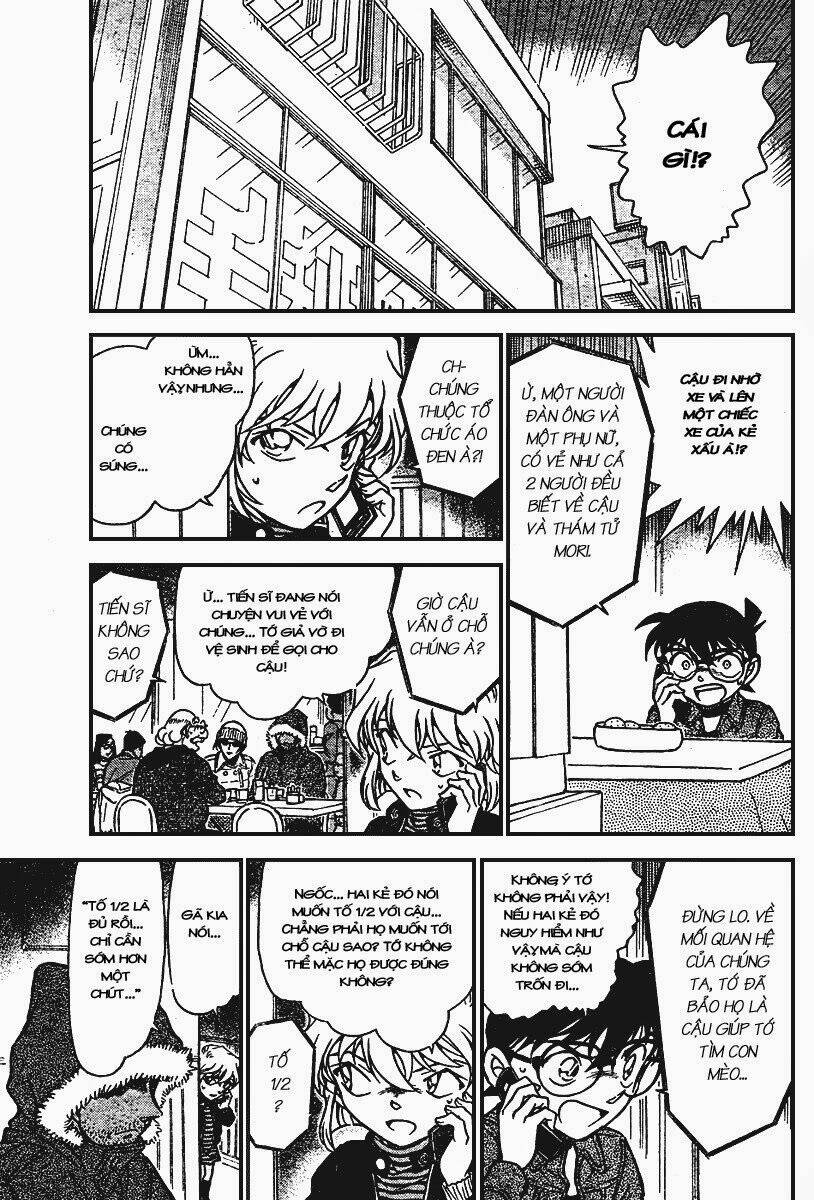 CÁI
GÌ!?
CẬU ĐI NHỜ
XE VÀ LÊN
MỘT CHIẾC
XE CỦA KẺ
XẤU À!?
Ừ, MỘT NGƯỜI
ĐÀN ÔNG VÀ
MỘT PHỤ NỮ,
CÓ VẺ NHƯ CẢ
2 NGƯỜI ĐỀU
BIẾT VỀ CẬU
VÀ THÁM TỬ
MORI.
CH-
CHÚNG
THUỘC TỔ
CHỨC ÁO
ĐEN À?!
ỪM...
KHÔNG HẲN
VẬY NHƯNG...
CHÚNG
CÓ
SÚNG...
GIỜ CẬU
VẪN Ở CHỖ
CHÚNG À?
Ừ... TIẾN SĨ ĐANG NÓI
CHUYỆN VUI VẺ VỚI
CHÚNG... TỚ GIẢ VỜ ĐI
VỆ SINH ĐỂ GỌI CHO
CẬU!
TIẾN SĨ
KHÔNG
SAO
CHỨ?
ĐỪNG LO. VỀ
MỐI QUAN HỆ
CỦA CHÚNG
TA, TỚ ĐÃ
BẢO HỌ LÀ
CẬU GIÚP TỚ
TÌM CON
MÈO...
KHÔNG, Ý TỚ
KHÔNG PHẢI VẬY!
NẾU HAI KẺ ĐÓ
NGUY HIỂM NHƯ
VẬY MÀ CẬU
KHÔNG SỚM
TRỐN ĐI...
NGỐC... HAI KẺ ĐÓ NÓI
MUỐN TỐ 1/2 VỚI CẬU...
CHẲNG PHẢI HỌ MUỐN TỚI
CHỖ CẬU SAO? TỚ KHÔNG
THỂ MẶC HỌ ĐƯỢC ĐÚNG
KHÔNG?
TỐ
1/2
?
GÃ KIA
NÓI...
"TỐ 1/2 LÀ
ĐỦ RỒI...
CHỈ CẦN
SỚM HƠN
MỘT
CHÚT..."